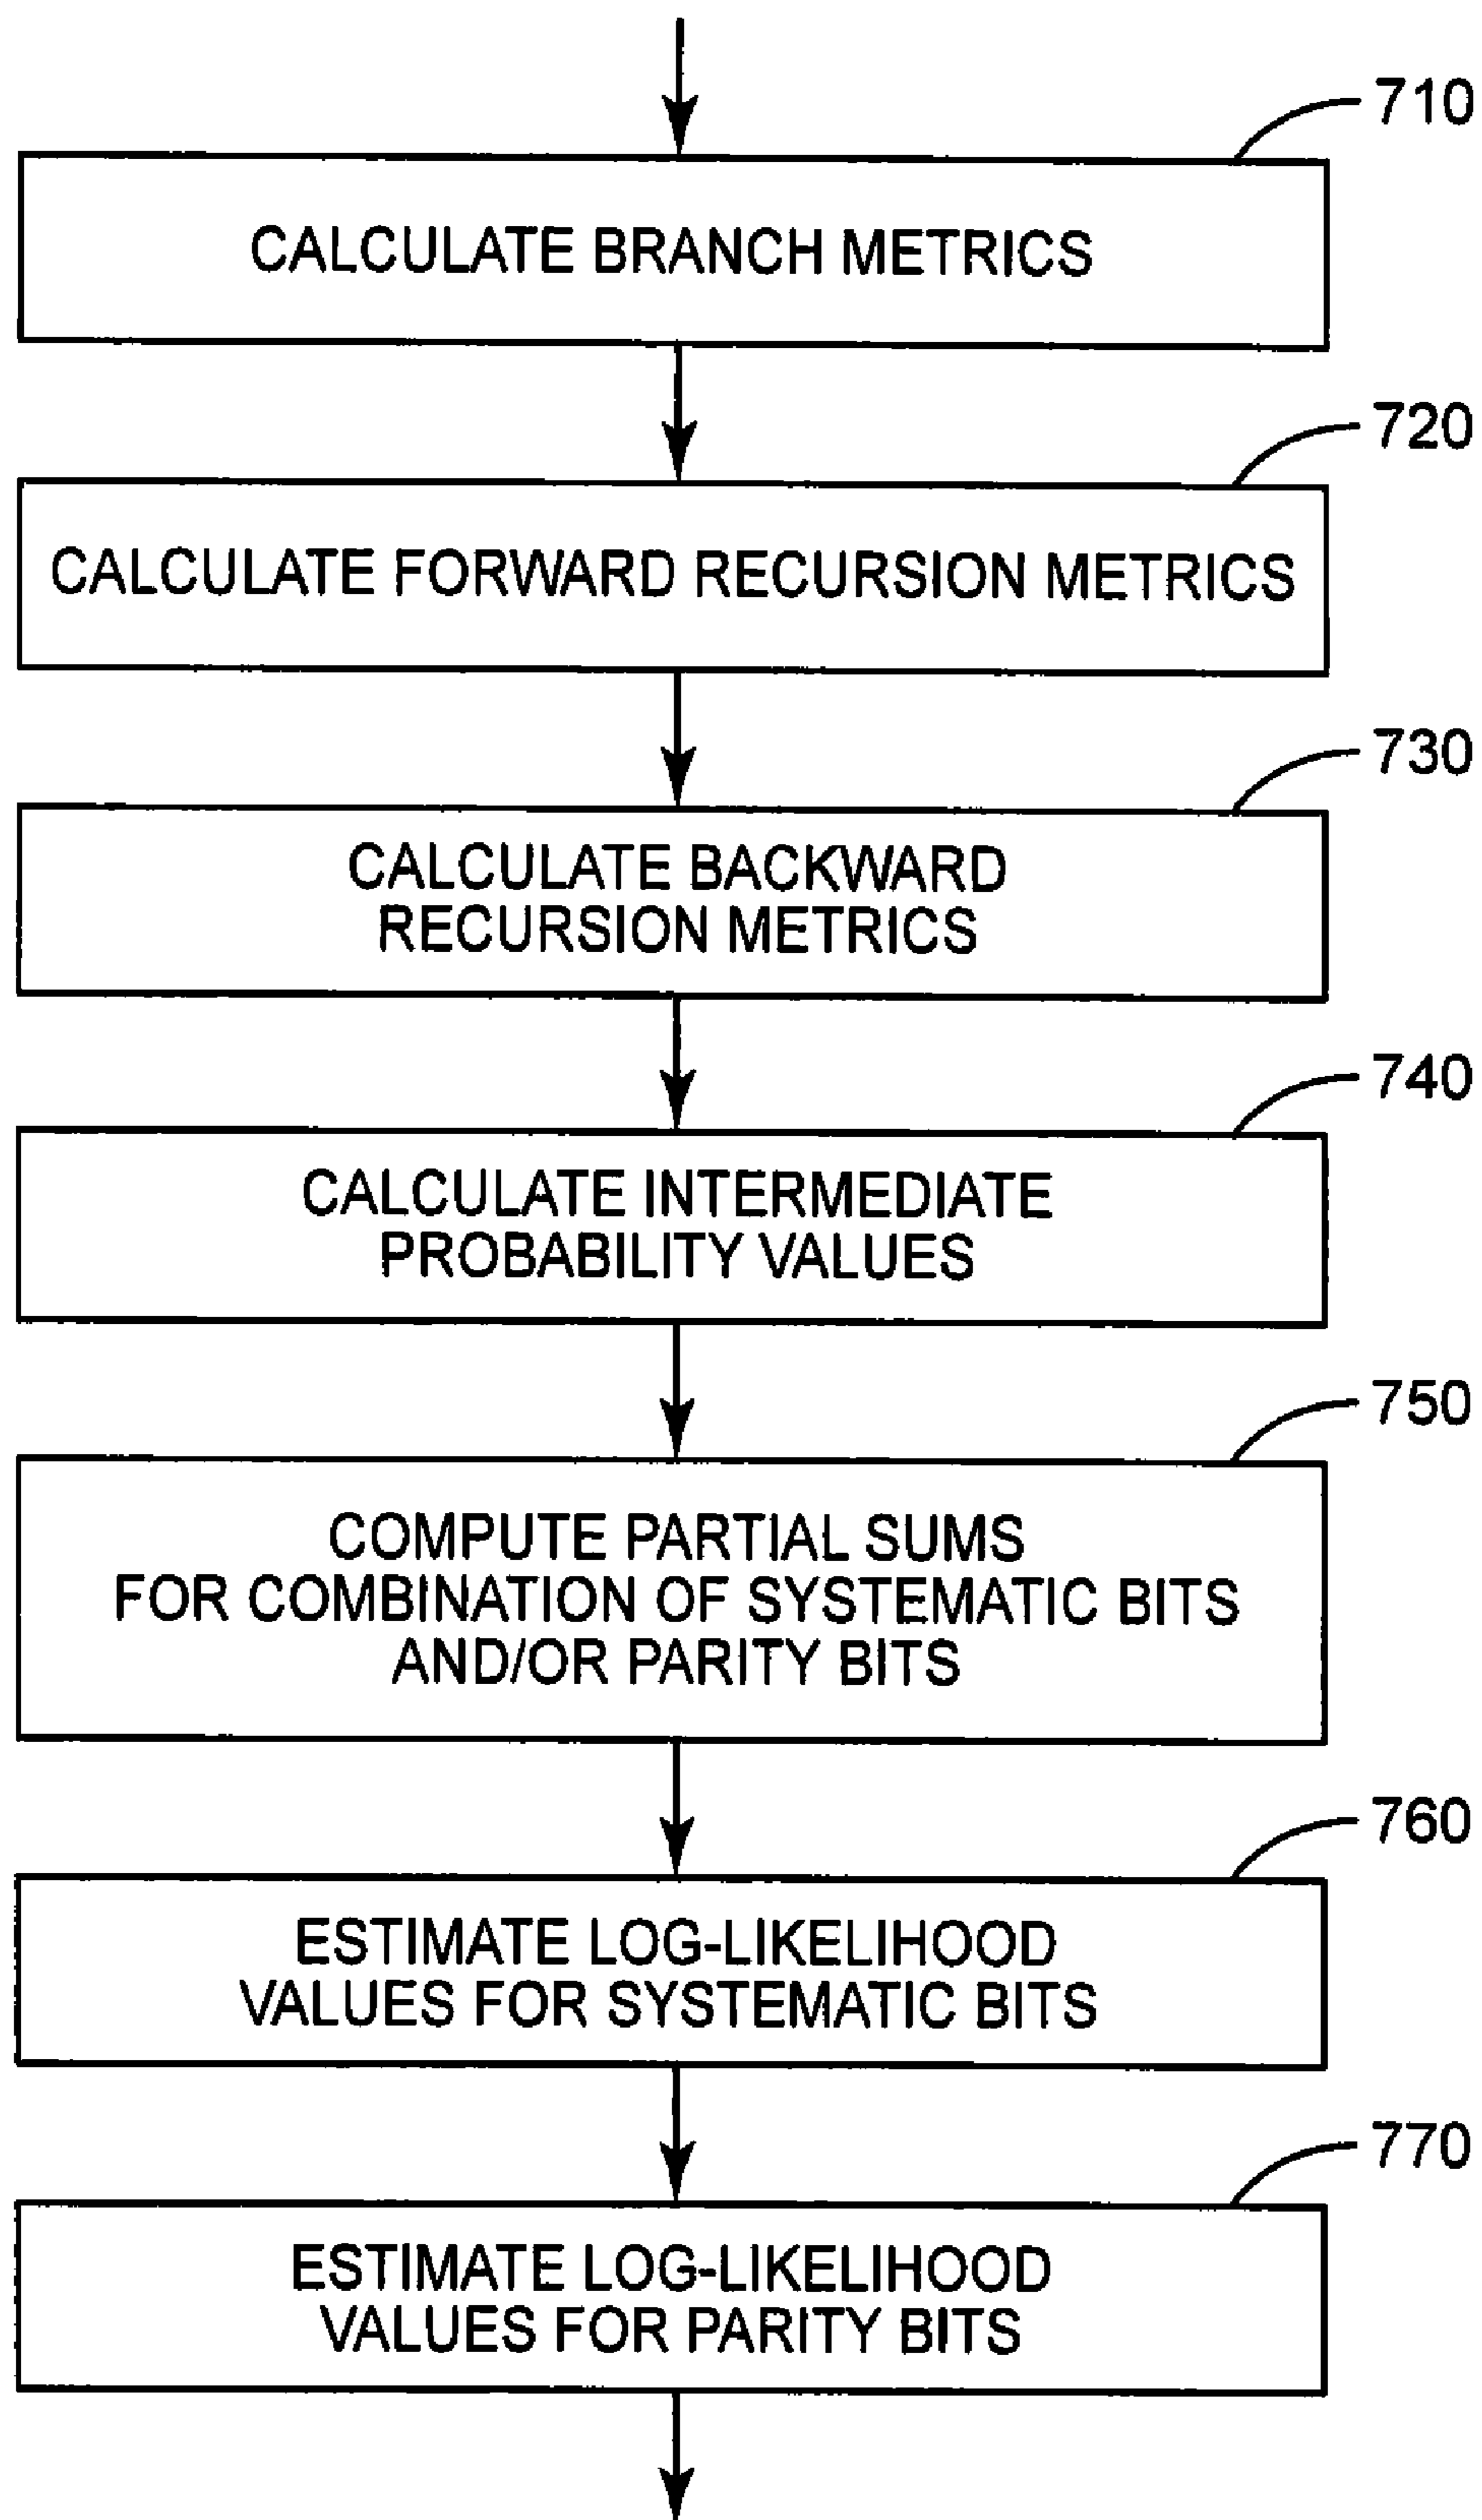 710
CALCULATE BRANCH METRICS
720
CALCULATE FORWARD RECURSION METRICS
730
CALCULATE BACKWARD
RECURSION METRICS
740
CALCULATE INTERMEDIATE
PROBABILITY VALUES
750
COMPUTE PARTIAL SUMS
FOR COMBINATION OF SYSTEMATIC BITS
AND/OR PARITY BITS
760
ESTIMATE LOG-LIKELIHOOD
VALUES FOR SYSTEMATIC BITS
770
ESTIMATE LOG-LIKELIHOOD
VALUES FOR PARITY BITS